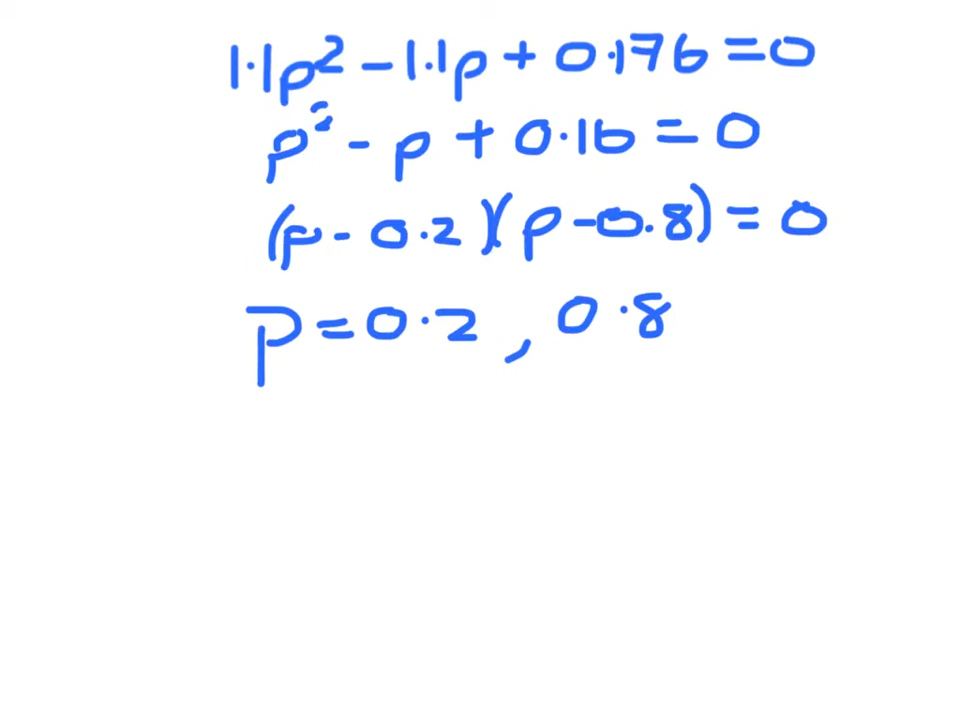 1.1p² - 1.1p + 0.176 = 0
p² - p + 0.16 = 0
(p - 0.2)(p - 0.8) = 0
p = 0.2, 0.8